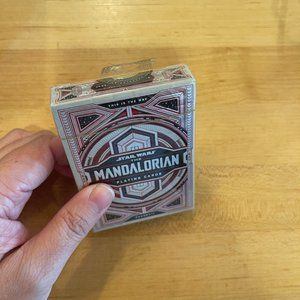 THIS IS THE WAY
STAR WARS
THE
MANDALORIAN
PLAYING CARDS